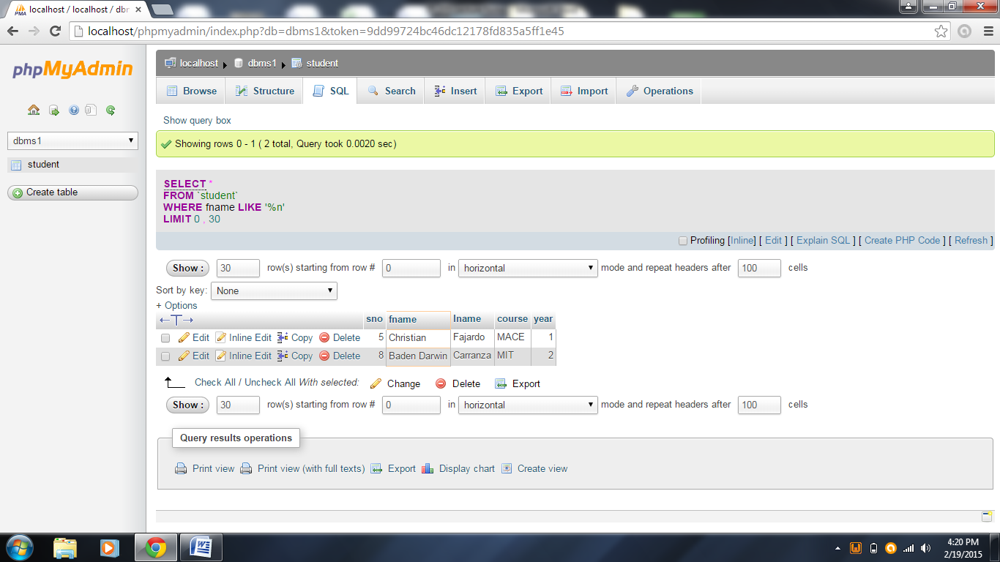 localhost / localhost / dbr
localhost/phpmyadmin/index.php?db=dbms1&token=9dd99724bc46dc12178fd835a5ff1e45
phpMyAdmin
localhost dbms1 student
Browse Structure SQL Search Insert Export Import Operations
dbms1
student
Create table
Show query box
Showing rows 0 - 1 ( 2 total, Query took 0.0020 sec)
SELECT *
FROM `student`
WHERE fname LIKE '%n'
LIMIT 0 , 30
Profiling [Inline] [ Edit ] [ Explain SQL ] [ Create PHP Code ] [ Refresh ]
Show : 30 row(s) starting from row # 0 in horizontal mode and repeat headers after 100 cells
Sort by key: None
+ Options
←T→ sno fname lname course year
Edit Inline Edit Copy Delete 5 Christian Fajardo MACE 1
Edit Inline Edit Copy Delete 8 Baden Darwin Carranza MIT 2
Check All / Uncheck All With selected: Change Delete Export
Show : 30 row(s) starting from row # 0 in horizontal mode and repeat headers after 100 cells
Query results operations
Print view Print view (with full texts) Export Display chart Create view
4:20 PM
2/19/2015